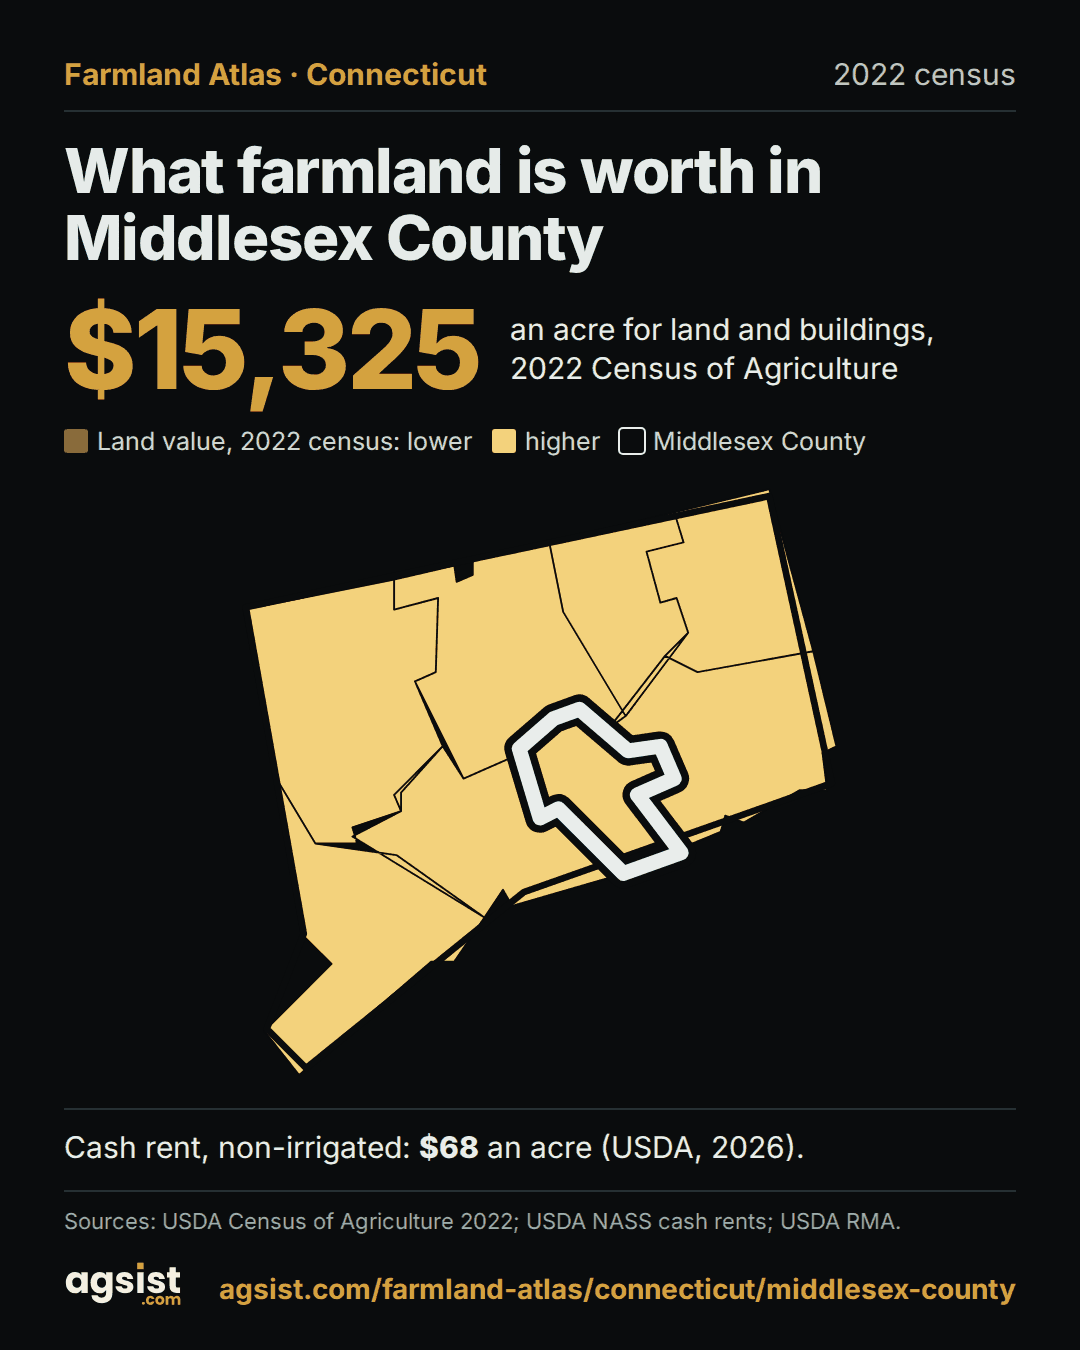 Farmland Atlas · Connecticut
2022 census
What farmland is worth in
Middlesex County
$15,325
an acre for land and buildings,
2022 Census of Agriculture
Land value, 2022 census: lower
higher
Middlesex County
Cash rent, non-irrigated: $68 an acre (USDA, 2026).
Sources: USDA Census of Agriculture 2022; USDA NASS cash rents; USDA RMA.
agsist
.com
agsist.com/farmland-atlas/connecticut/middlesex-county